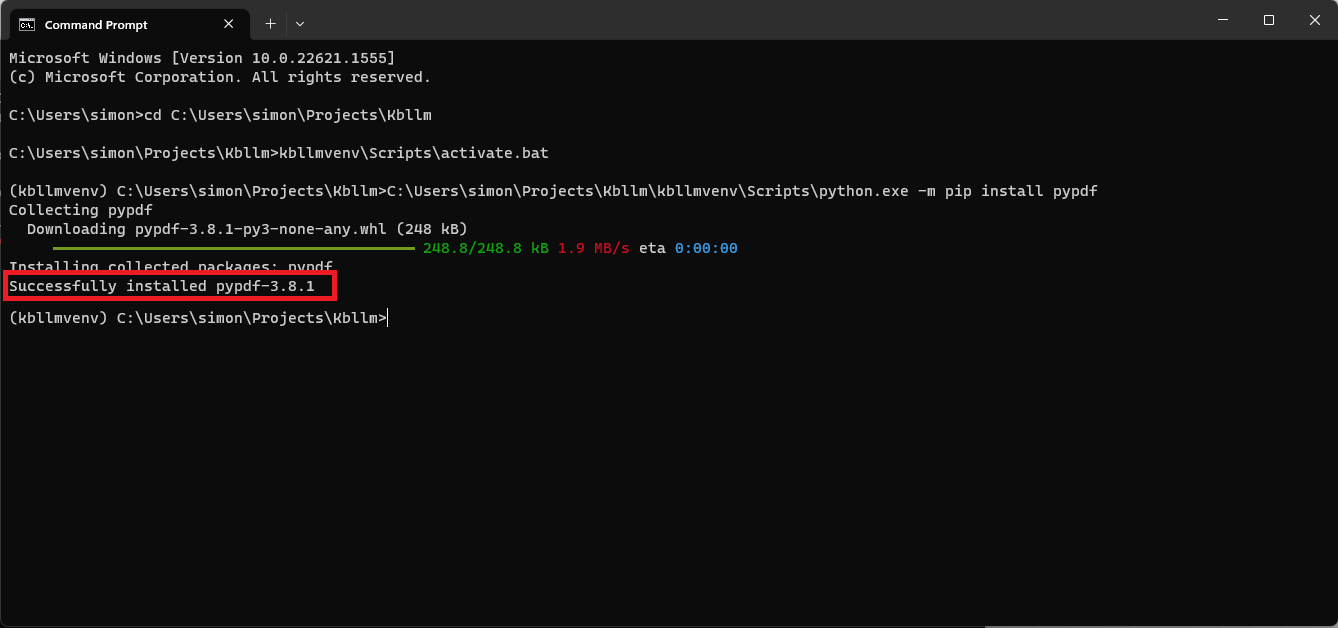 Command Prompt
Microsoft Windows [Version 10.0.22621.1555]
(c) Microsoft Corporation. All rights reserved.
C:\Users\simon>cd C:\Users\simon\Projects\Kbllm
C:\Users\simon\Projects\Kbllm>kbllmvenv\Scripts\activate.bat
(kbllmvenv) C:\Users\simon\Projects\Kbllm>C:\Users\simon\Projects\Kbllm\kbllmvenv\Scripts\python.exe -m pip install pypdf
Collecting pypdf
  Downloading pypdf-3.8.1-py3-none-any.whl (248 kB)
248.8/248.8 kB 1.9 MB/s eta 0:00:00
Installing collected packages: pypdf
Successfully installed pypdf-3.8.1
(kbllmvenv) C:\Users\simon\Projects\Kbllm>